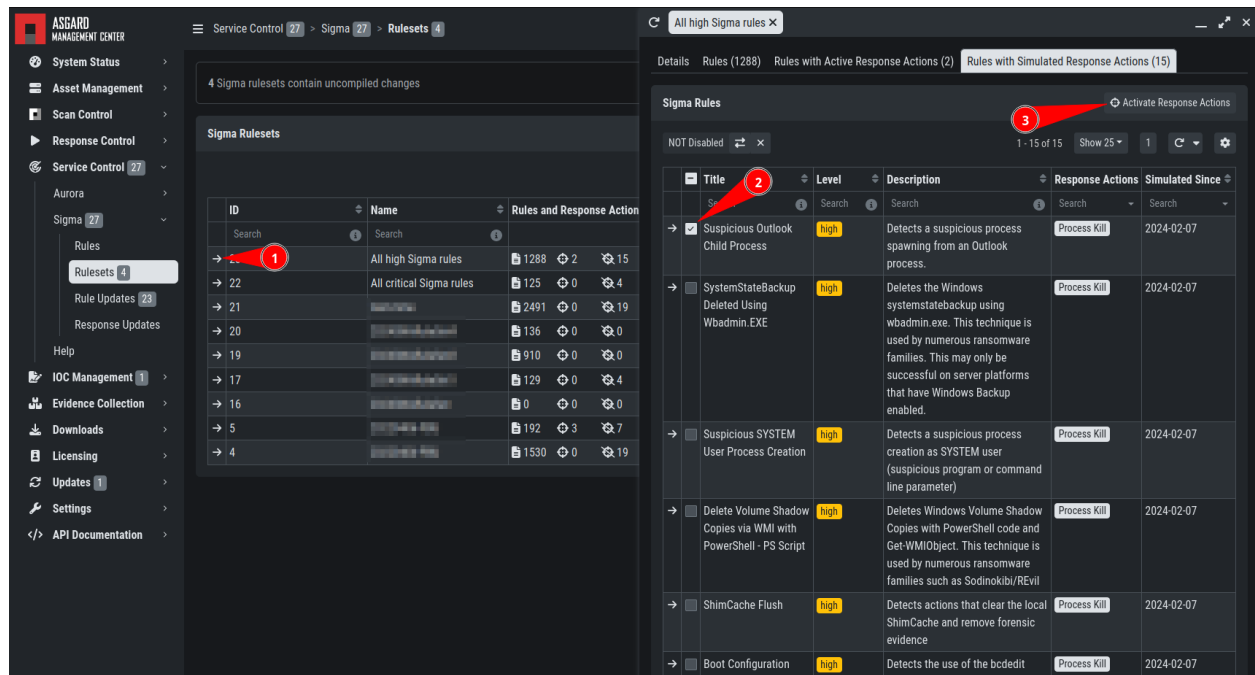 ASGARD
MANAGEMENT CENTER
System Status
Asset Management
Scan Control
Response Control
Service Control 27
Aurora
Sigma 27
Rules
Rulesets 4
Rule Updates 23
Response Updates
Help
IOC Management 1
Evidence Collection
Downloads
Licensing
Updates 1
Settings
API Documentation
Service Control 27 > Sigma 27 > Rulesets 4
4 Sigma rulesets contain uncompiled changes
Sigma Rulesets
ID Name Rules and Response Action
Search Search
1
All high Sigma rules 1288 2 15
22 All critical Sigma rules 125 0 4
21 2491 0 19
20 136 0 0
19 910 0 0
17 129 0 4
16 0 0 0
5 192 3 7
4 1530 0 19
All high Sigma rules ×
Details Rules (1288) Rules with Active Response Actions (2) Rules with Simulated Response Actions (15)
Sigma Rules
Activate Response Actions
3
NOT Disabled
1 - 15 of 15 Show 25 1
Title Level Description Response Actions Simulated Since
2
Search Search Search Search
Suspicious Outlook
Child Process
high
Detects a suspicious process
spawning from an Outlook
process.
Process Kill
2024-02-07
SystemStateBackup
Deleted Using
Wbadmin.EXE
high
Deletes the Windows
systemstatebackup using
wbadmin.exe. This technique is
used by numerous ransomware
families. This may only be
successful on server platforms
that have Windows Backup
enabled.
Process Kill
2024-02-07
Suspicious SYSTEM
User Process Creation
high
Detects a suspicious process
creation as SYSTEM user
(suspicious program or command
line parameter)
Process Kill
2024-02-07
Delete Volume Shadow
Copies via WMI with
PowerShell - PS Script
high
Deletes Windows Volume Shadow
Copies with PowerShell code and
Get-WMIObject. This technique is
used by numerous ransomware
families such as Sodinokibi/REvil
Process Kill
2024-02-07
ShimCache Flush
high
Detects actions that clear the local
ShimCache and remove forensic
evidence
Process Kill
2024-02-07
Boot Configuration
high
Detects the use of the bcdedit
Process Kill
2024-02-07